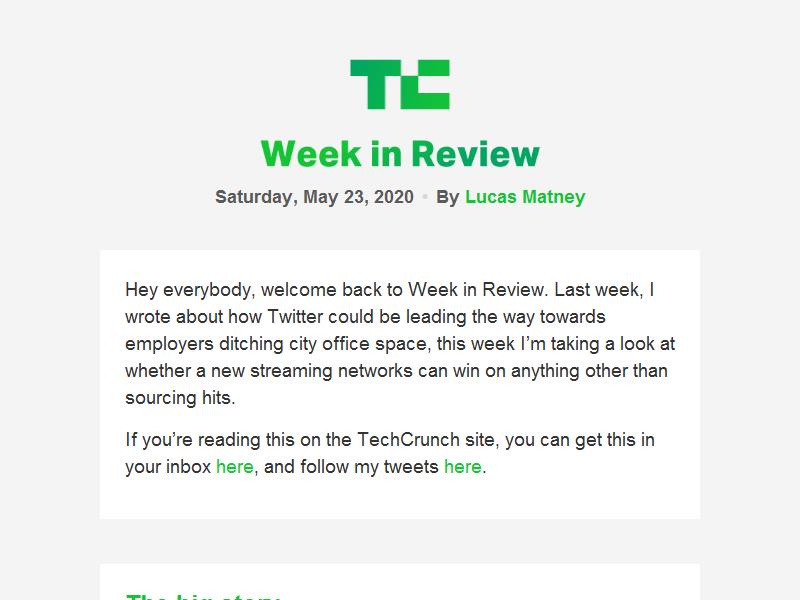 TC
Week in Review
Saturday, May 23, 2020 • By Lucas Matney
Hey everybody, welcome back to Week in Review. Last week, I
wrote about how Twitter could be leading the way towards
employers ditching city office space, this week I’m taking a look at
whether a new streaming networks can win on anything other than
sourcing hits.
If you’re reading this on the TechCrunch site, you can get this in
your inbox here, and follow my tweets here.
The big story